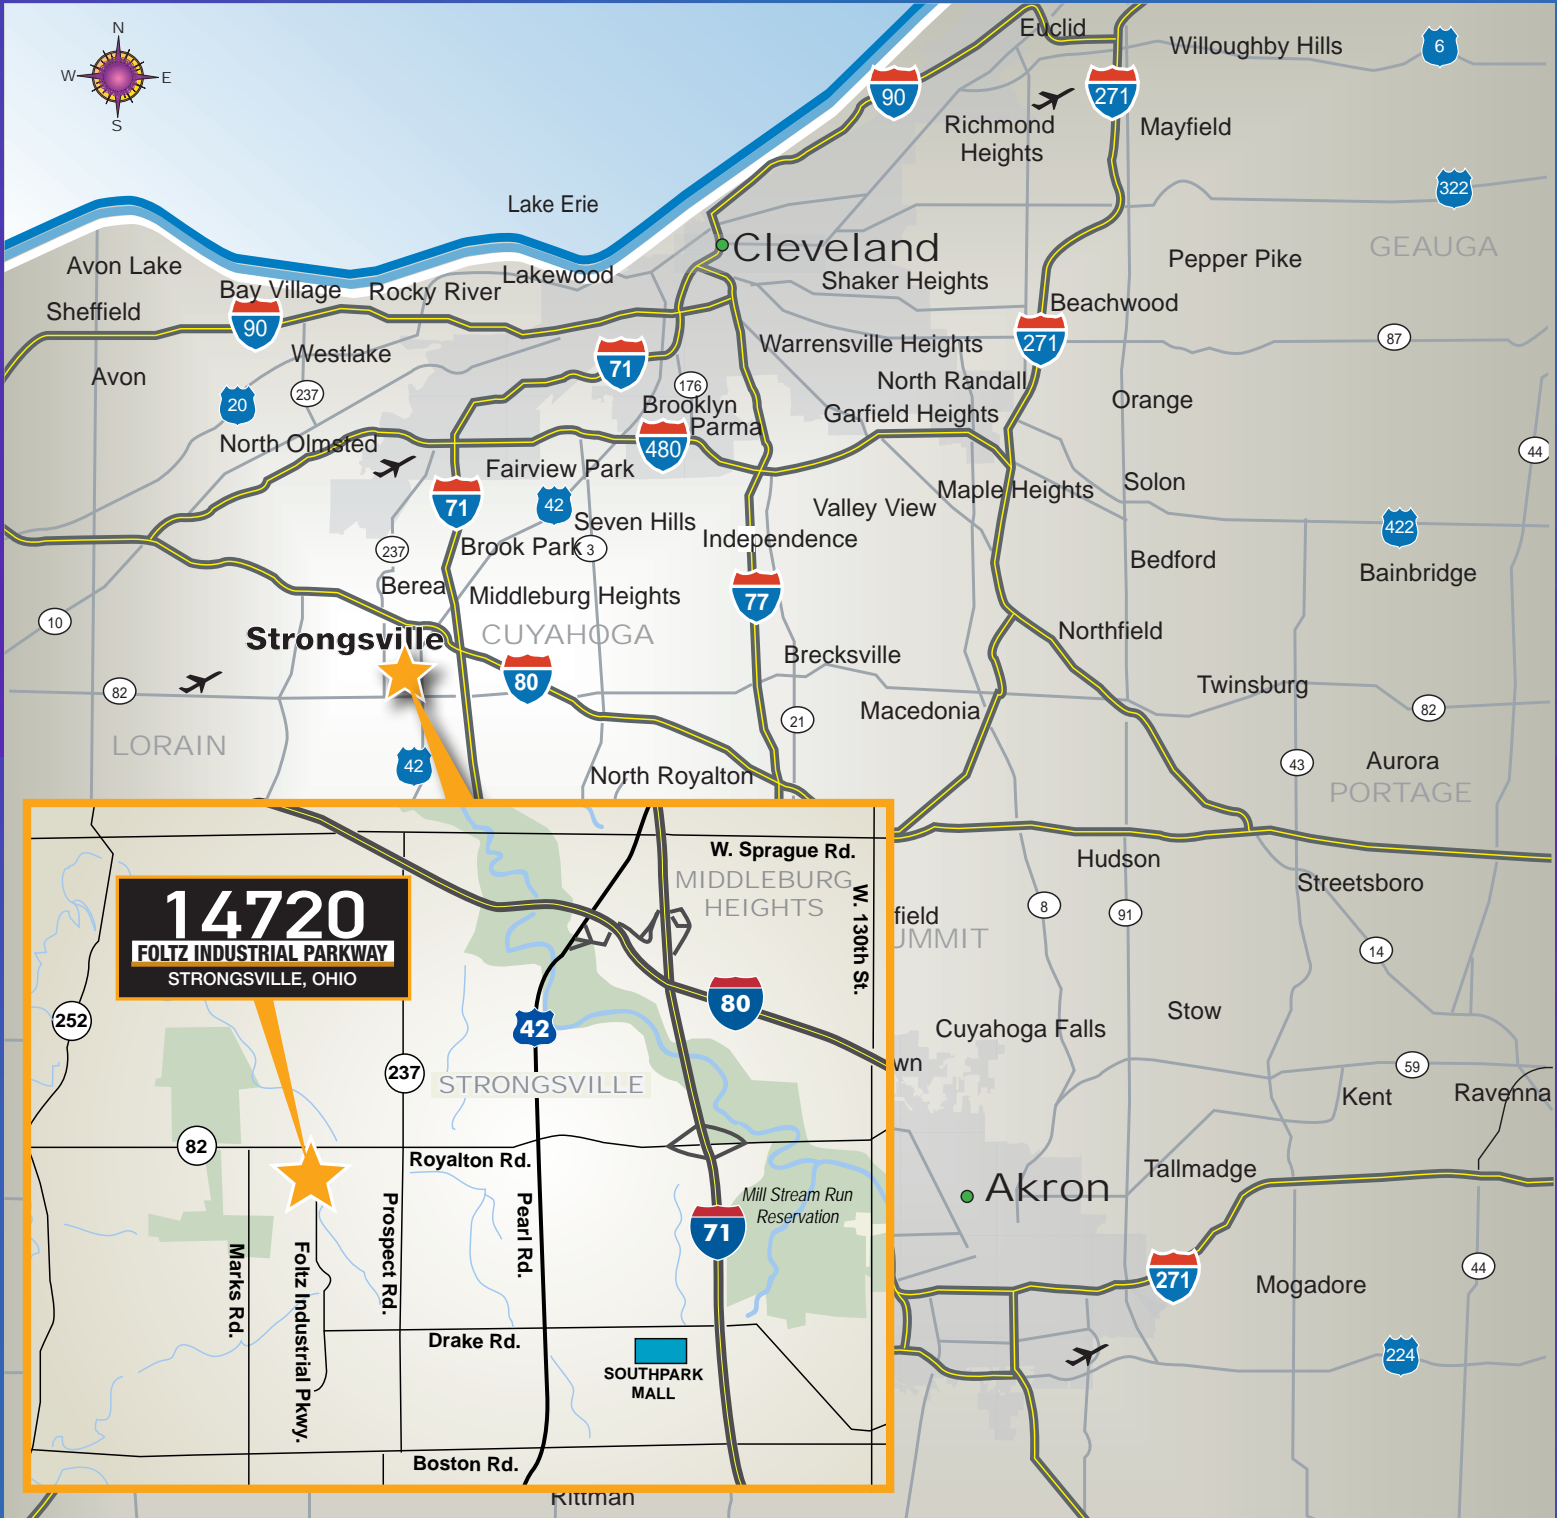 N
W
E
S
Euclid
Willoughby Hills
6
90
271
Richmond
Heights
Mayfield
322
Lake Erie
Cleveland
GEAUGA
Pepper Pike
Avon Lake
Lakewood
Shaker Heights
Bay Village
Rocky River
Beachwood
Sheffield
90
Westlake
71
Warrensville Heights
271
87
Avon
237
176
North Randall
20
Brooklyn
Garfield Heights
Orange
Parma
North Olmsted
480
44
Fairview Park
Maple Heights
Solon
71
42
Valley View
Seven Hills
422
Independence
237
Brook Park
3
Bedford
Bainbridge
Berea
Middleburg Heights
77
10
Strongsville
CUYAHOGA
Northfield
Brecksville
80
Twinsburg
82
Macedonia
21
82
LORAIN
42
North Royalton
43
Aurora
PORTAGE
W. Sprague Rd.
MIDDLEBURG
HEIGHTS
W. 130th St.
Hudson
Streetsboro
14720
FOLTZ INDUSTRIAL PARKWAY
STRONGSVILLE, OHIO
field
UMMIT
8
91
14
252
80
42
Stow
Cuyahoga Falls
237
STRONGSVILLE
wn
59
Kent
Ravenna
82
Royalton Rd.
Tallmadge
Akron
Mill Stream Run
Reservation
Prospect Rd.
Pearl Rd.
71
Marks Rd.
Foltz Industrial Pkwy.
271
Mogadore
44
Drake Rd.
SOUTHPARK
MALL
224
Boston Rd.
Rittman